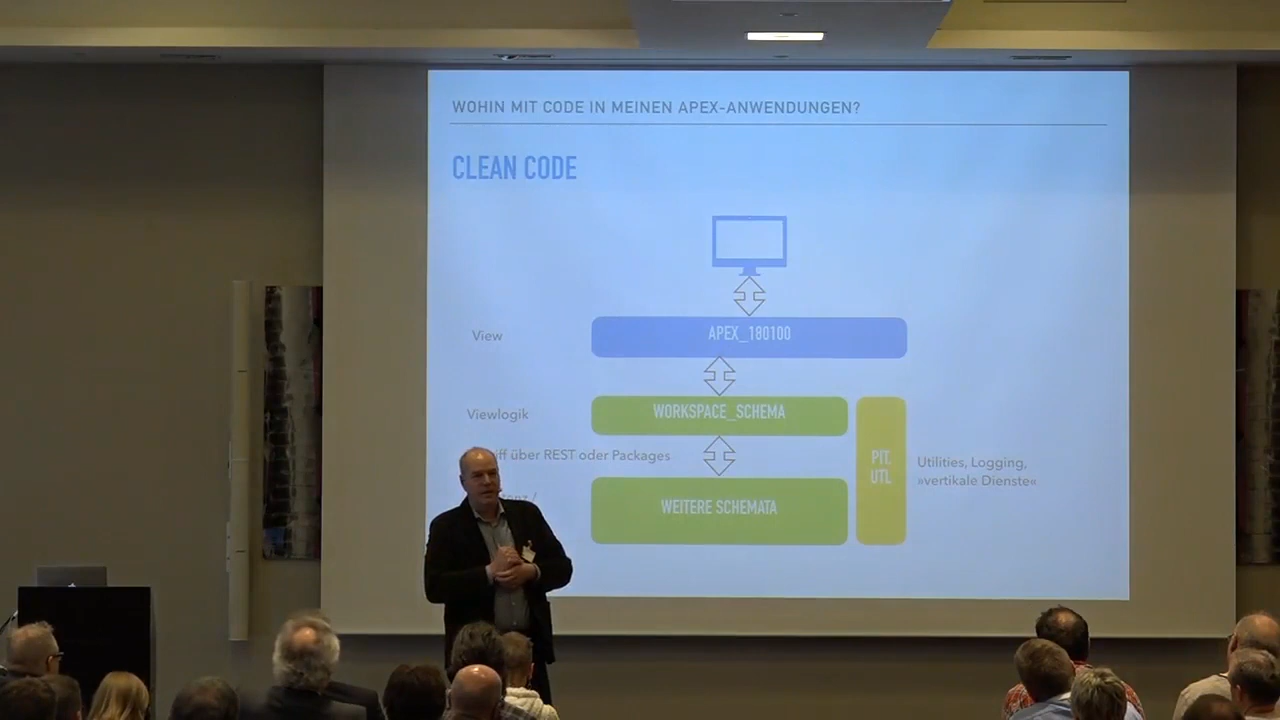 WOHIN MIT CODE IN MEINEN APEX-ANWENDUNGEN?
CLEAN CODE
View
APEX_180100
Viewlogik
WORKSPACE_SCHEMA
über REST oder Packages
PIT,
UTL
Utilities, Logging,
»vertikale Dienste«
WEITERE SCHEMATA